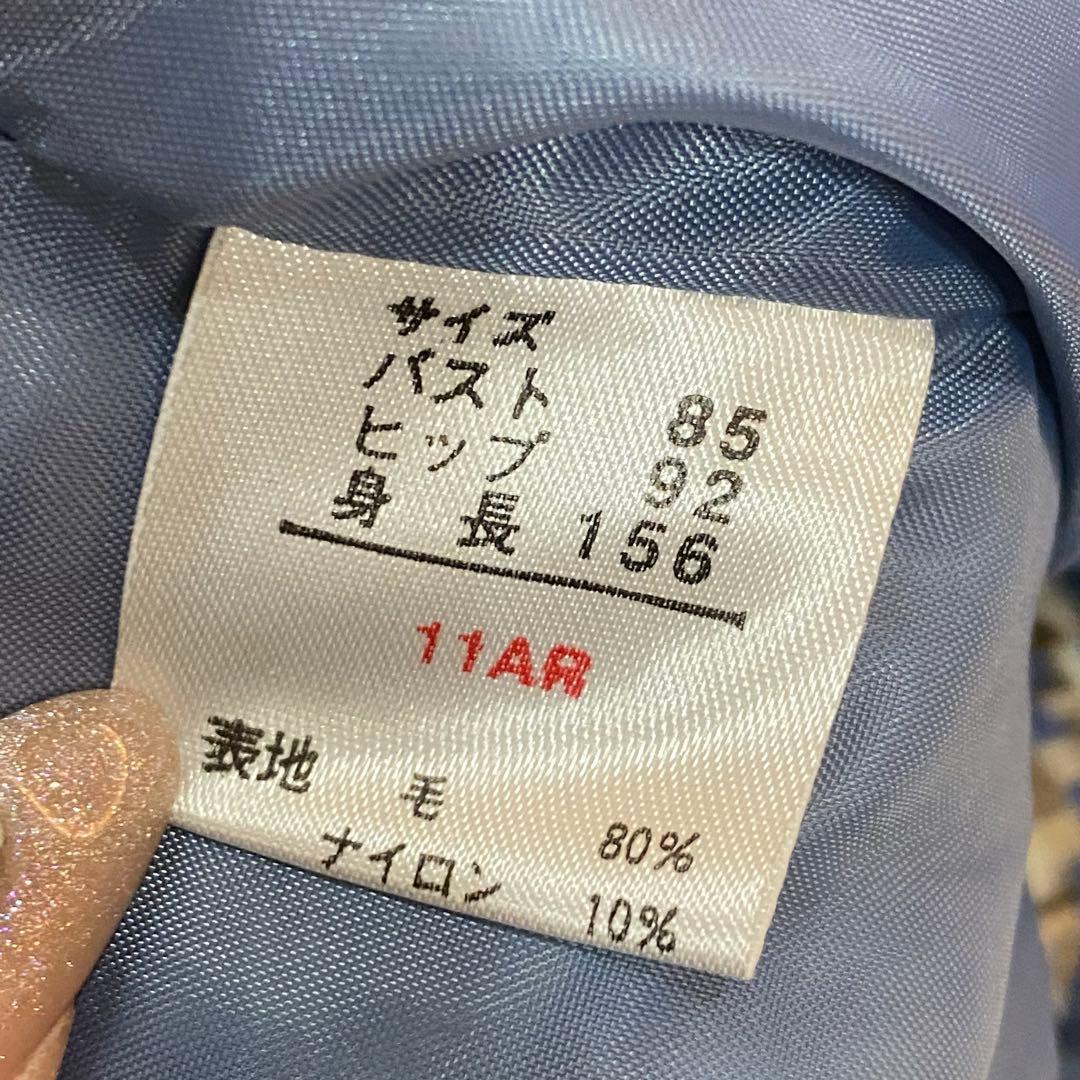 サイズ
バスト 85
ヒップ 92
身長 156
11AR
表地 毛 80%
ナイロン 10%